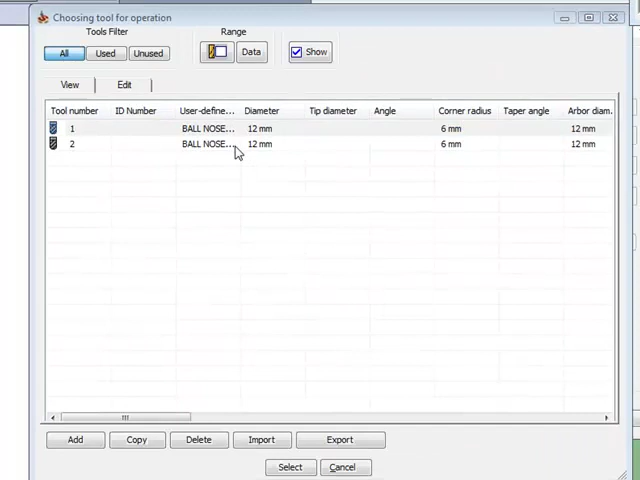 Choosing tool for operation
Tools Filter Range
All Used Unused Data Show
View Edit
Tool number ID Number User-define... Diameter Tip diameter Angle Corner radius Taper angle Arbor diam.
1 BALL NOSE... 12 mm 6 mm 12 mm
2 BALL NOSE... 12 mm 6 mm 12 mm
Add Copy Delete Import Export
Select Cancel